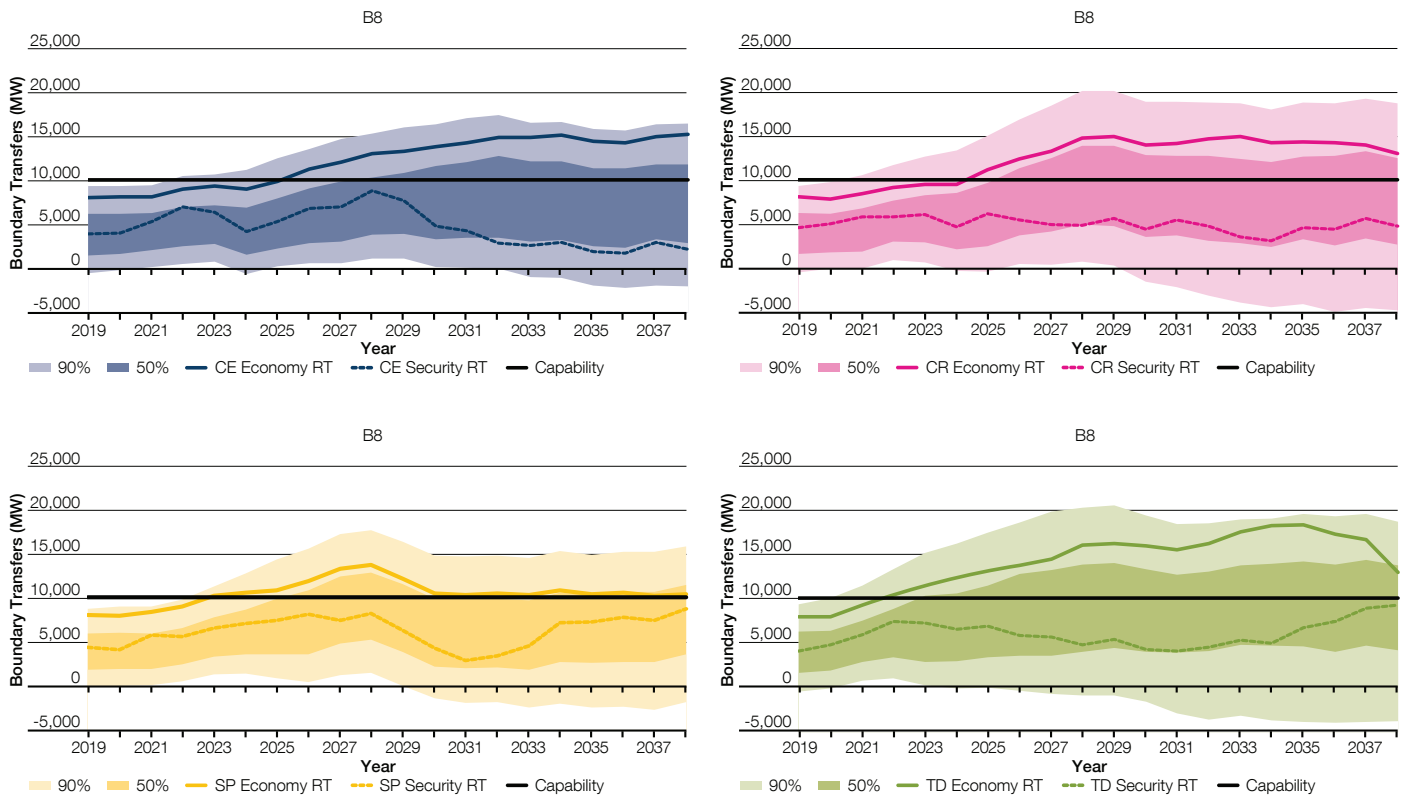 B8
25,000
20,000
15,000
10,000
5,000
0
-5,000
Boundary Transfers (MW)
2019 2021 2023 2025 2027 2029 2031 2033 2035 2037
Year
90% 50% CE Economy RT CE Security RT Capability
B8
25,000
20,000
15,000
10,000
5,000
0
-5,000
Boundary Transfers (MW)
2019 2021 2023 2025 2027 2029 2031 2033 2035 2037
Year
90% 50% CR Economy RT CR Security RT Capability
B8
25,000
20,000
15,000
10,000
5,000
0
-5,000
Boundary Transfers (MW)
2019 2021 2023 2025 2027 2029 2031 2033 2035 2037
Year
90% 50% SP Economy RT SP Security RT Capability
B8
25,000
20,000
15,000
10,000
5,000
0
-5,000
Boundary Transfers (MW)
2019 2021 2023 2025 2027 2029 2031 2033 2035 2037
Year
90% 50% TD Economy RT TD Security RT Capability